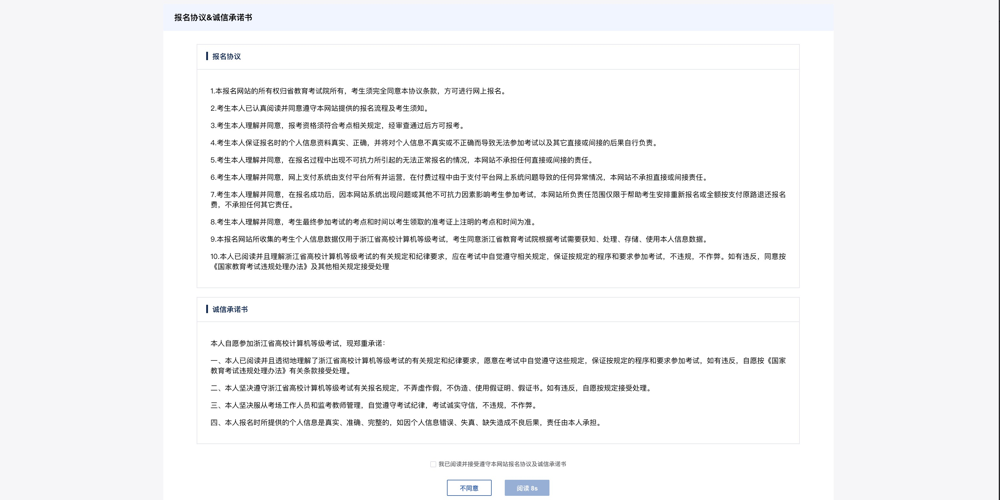 报名协议&诚信承诺书
报名协议
1.本报名网站的所有权归省教育考试院所有，考生须完全同意本协议条款，方可进行网上报名。
2.考生本人已认真阅读并同意遵守本网站提供的报名流程及考生须知。
3.考生本人理解并同意，报考资格须符合考点相关规定，经审查通过后方可报考。
4.考生本人保证报名时的个人信息资料真实、正确，并将对个人信息不真实或不正确而导致无法参加考试以及其它直接或间接的后果自行负责。
5.考生本人理解并同意，在报名过程中出现不可抗力所引起的无法正常报名的情况，本网站不承担任何直接或间接的责任。
6.考生本人理解并同意，网上支付系统由支付平台所有并运营，在付费过程中由于支付平台网上系统问题导致的任何异常情况，本网站不承担直接或间接责任。
7.考生本人理解并同意，在报名成功后，因本网站系统出现问题或其他不可抗力因素影响考生参加考试，本网站所负责任范围仅限于帮助考生安排重新报名或全额按支付原路退还报名
费，不承担任何其它责任。
8.考生本人理解并同意，考生最终参加考试的考点和时间以考生领取的准考证上注明的考点和时间为准。
9.本报名网站所收集的考生个人信息数据仅用于浙江省高校计算机等级考试，考生同意浙江省教育考试院根据考试需要获知、处理、存储、使用本人信息数据。
10.本人已阅读并且理解浙江省高校计算机等级考试的有关规定和纪律要求，应在考试中自觉遵守相关规定，保证按规定的程序和要求参加考试，不违规，不作弊。如有违反，同意按
《国家教育考试违规处理办法》及其他相关规定接受处理
诚信承诺书
本人自愿参加浙江省高校计算机等级考试，现郑重承诺：
一、本人已阅读并且透彻地理解了浙江省高校计算机等级考试的有关规定和纪律要求，愿意在考试中自觉遵守这些规定，保证按规定的程序和要求参加考试，如有违反，自愿按《国家
教育考试违规处理办法》有关条款接受处理。
二、本人坚决遵守浙江省高校计算机等级考试有关报名规定，不弄虚作假，不伪造、使用假证明、假证书。如有违反，自愿按规定接受处理。
三、本人坚决服从考场工作人员和监考教师管理，自觉遵守考试纪律，考试诚实守信，不违规，不作弊。
四、本人报名时所提供的个人信息是真实、准确、完整的，如因个人信息错误、失真、缺失造成不良后果，责任由本人承担。
我已阅读并接受遵守本网站报名协议及诚信承诺书
不同意 阅读 8s